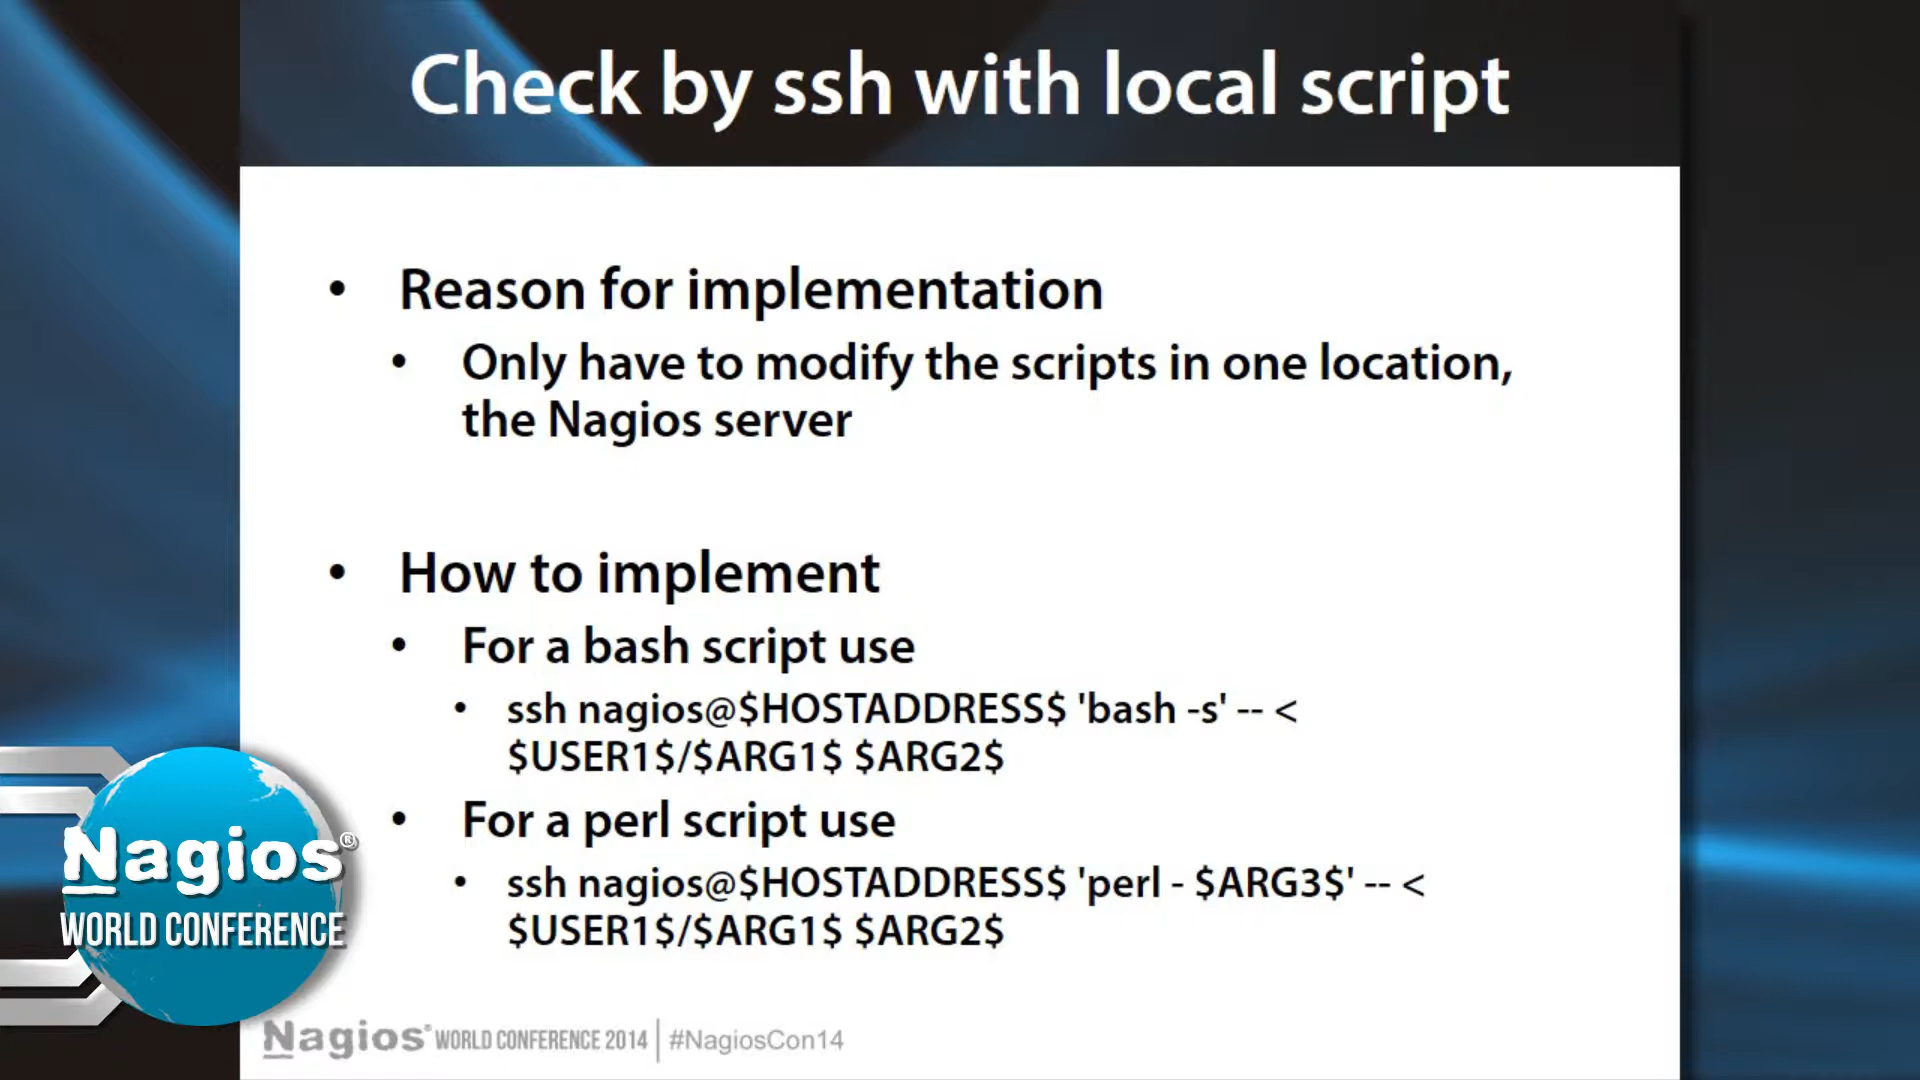 Check by ssh with local script
• Reason for implementation
• Only have to modify the scripts in one location,
the Nagios server
• How to implement
• For a bash script use
• ssh nagios@$HOSTADDRESS$ 'bash -s' -- <
$USER1$/$ARG1$ $ARG2$
• For a perl script use
• ssh nagios@$HOSTADDRESS$ 'perl - $ARG3$' -- <
$USER1$/$ARG1$ $ARG2$
Nagios®
WORLD CONFERENCE
Nagios® WORLD CONFERENCE 2014 | #NagiosCon14